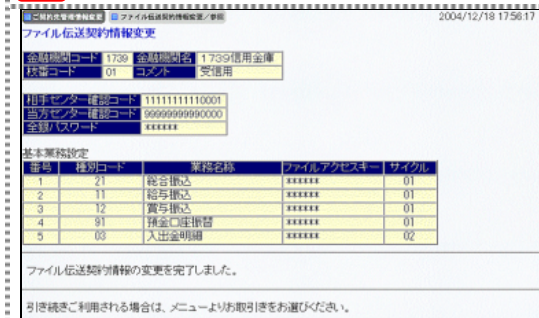 ご契約先管理情報変更 ファイル伝送契約情報変更/参照 2004/12/18 17:56:17
ファイル伝送契約情報変更
金融機関コード 1739 金融機関名 1739信用金庫
枝番コード 01 コメント 受信用
相手センター確認コード 11111111110001
当方センター確認コード 99999999990000
全銀パスワード ******
基本業務設定
番号 種別コード 業務名称 ファイルアクセスキー サイクル
1 21 総合振込 ****** 01
2 11 給与振込 ****** 01
3 12 賞与振込 ****** 01
4 91 預金口座振替 ****** 01
5 03 入出金明細 ****** 02
ファイル伝送契約情報の変更を完了しました。
引き続きご利用される場合は、メニューよりお取引きをお選びください。